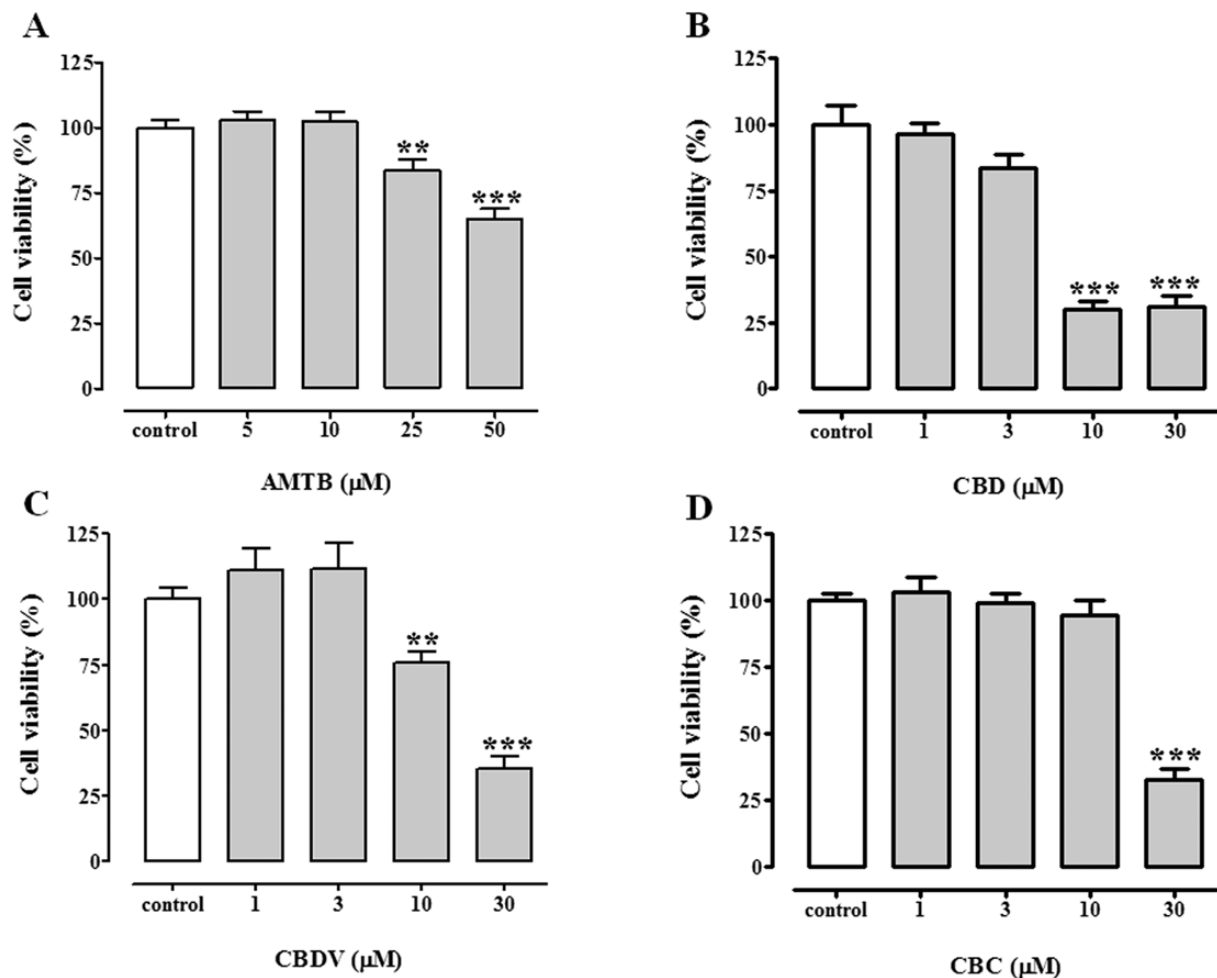 A
Cell viability (%)
125
100
75
50
25
0
**
***
control 5 10 25 50
AMTB (μM)
B
Cell viability (%)
125
100
75
50
25
0
***
***
control 1 3 10 30
CBD (μM)
C
Cell viability (%)
125
100
75
50
25
0
**
***
control 1 3 10 30
CBDV (μM)
D
Cell viability (%)
125
100
75
50
25
0
***
control 1 3 10 30
CBC (μM)